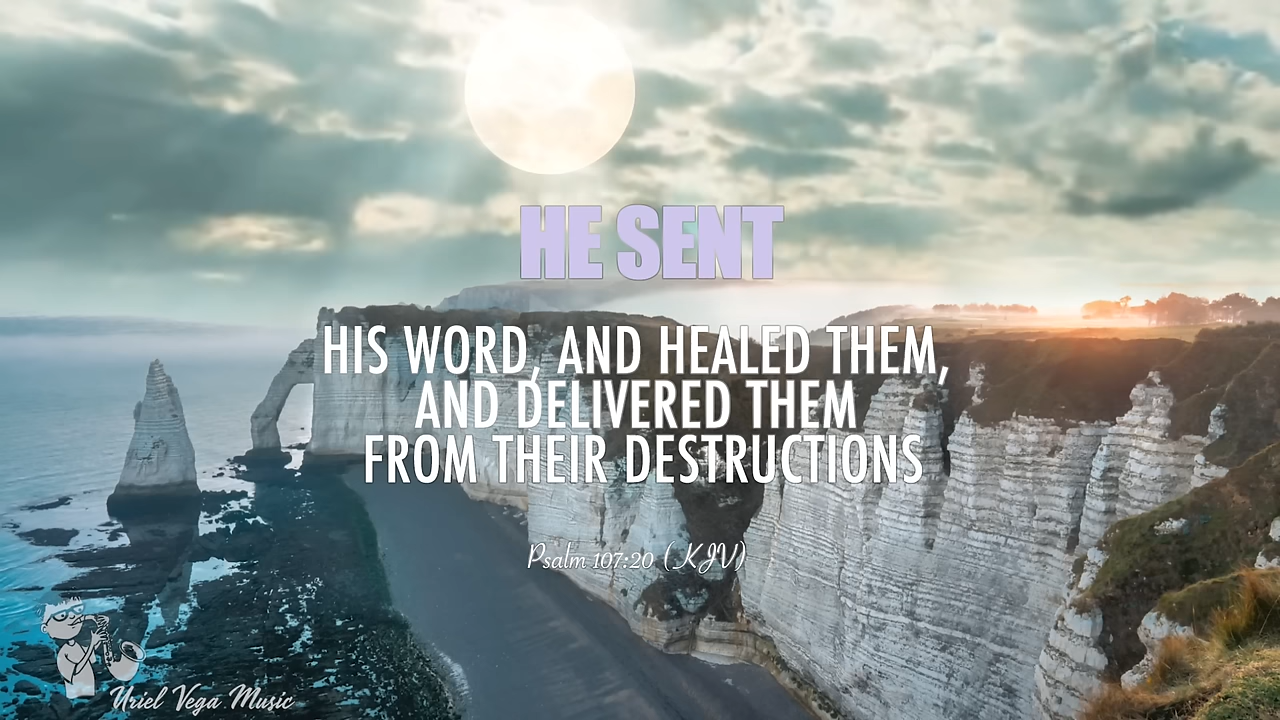 HE SENT
HIS WORD, AND HEALED THEM,
AND DELIVERED THEM
FROM THEIR DESTRUCTIONS
Psalm 107:20 (KJV)
Uriel Vega Music